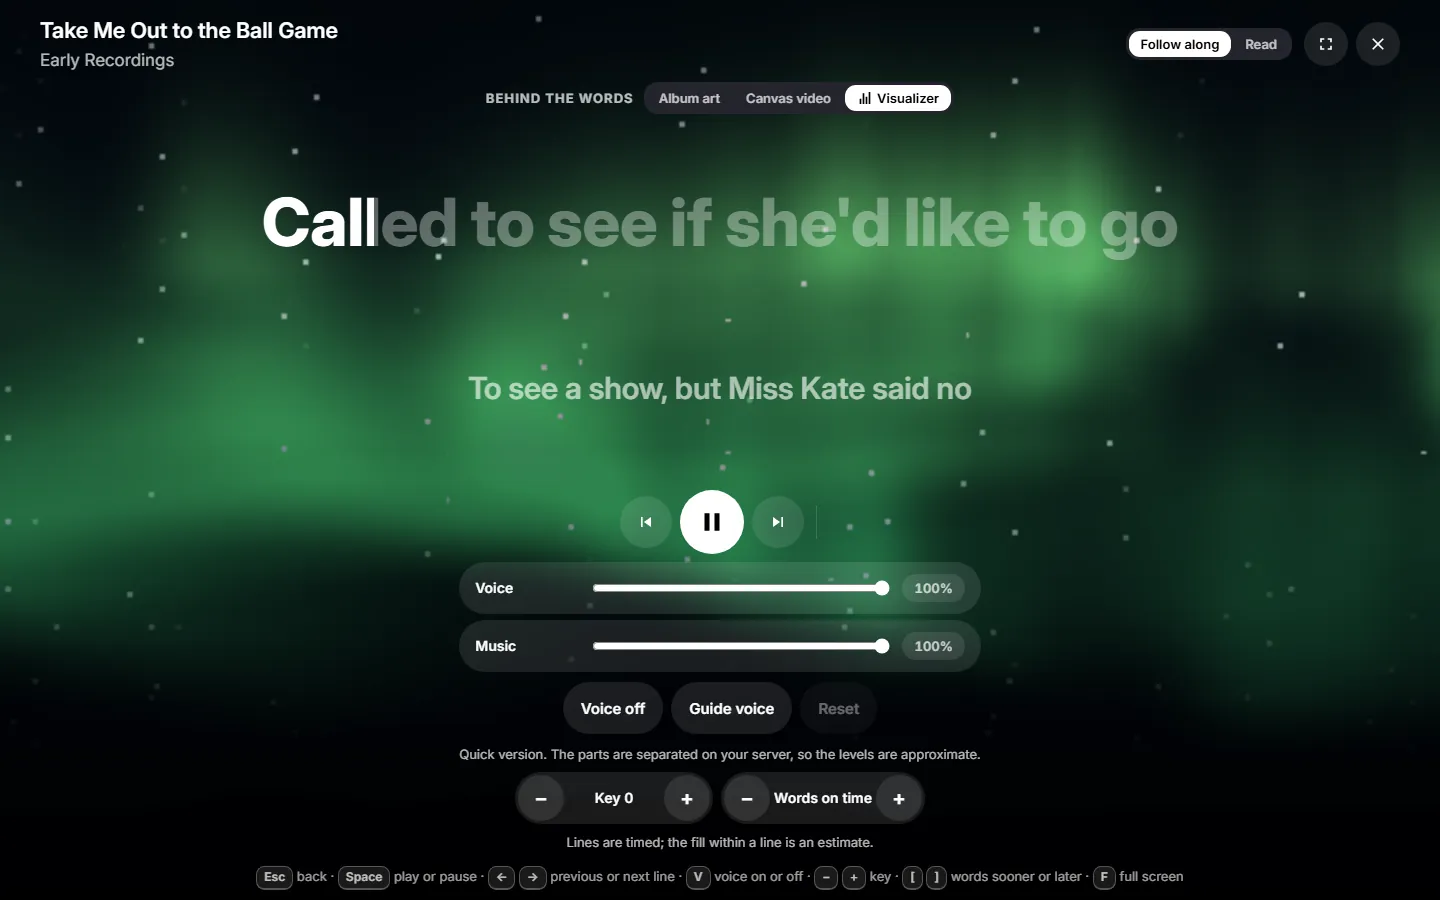 Take Me Out to the Ball Game
Early Recordings
Follow along Read
BEHIND THE WORDS Album art Canvas video Visualizer
Called to see if she'd like to go
To see a show, but Miss Kate said no
Voice 100%
Music 100%
Voice off Guide voice Reset
Quick version. The parts are separated on your server, so the levels are approximate.
− Key 0 + − Words on time +
Lines are timed; the fill within a line is an estimate.
Esc back · Space play or pause · ← → previous or next line · V voice on or off · − + key · [ ] words sooner or later · F full screen